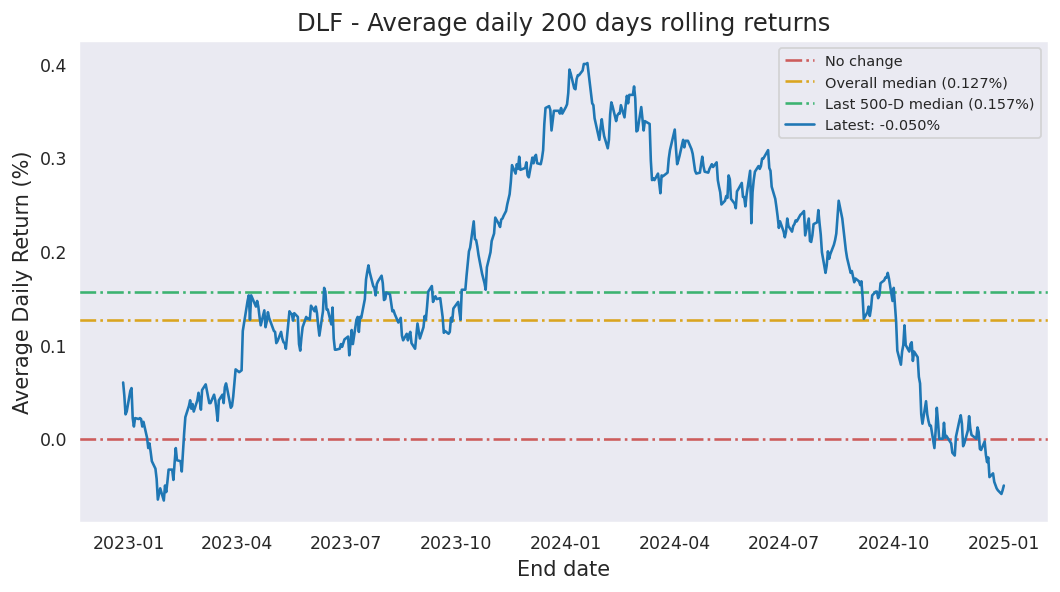 DLF - Average daily 200 days rolling returns
No change
Overall median (0.127%)
Last 500-D median (0.157%)
Latest: -0.050%
Average Daily Return (%)
0.4
0.3
0.2
0.1
0.0
2023-01 2023-04 2023-07 2023-10 2024-01 2024-04 2024-07 2024-10 2025-01
End date